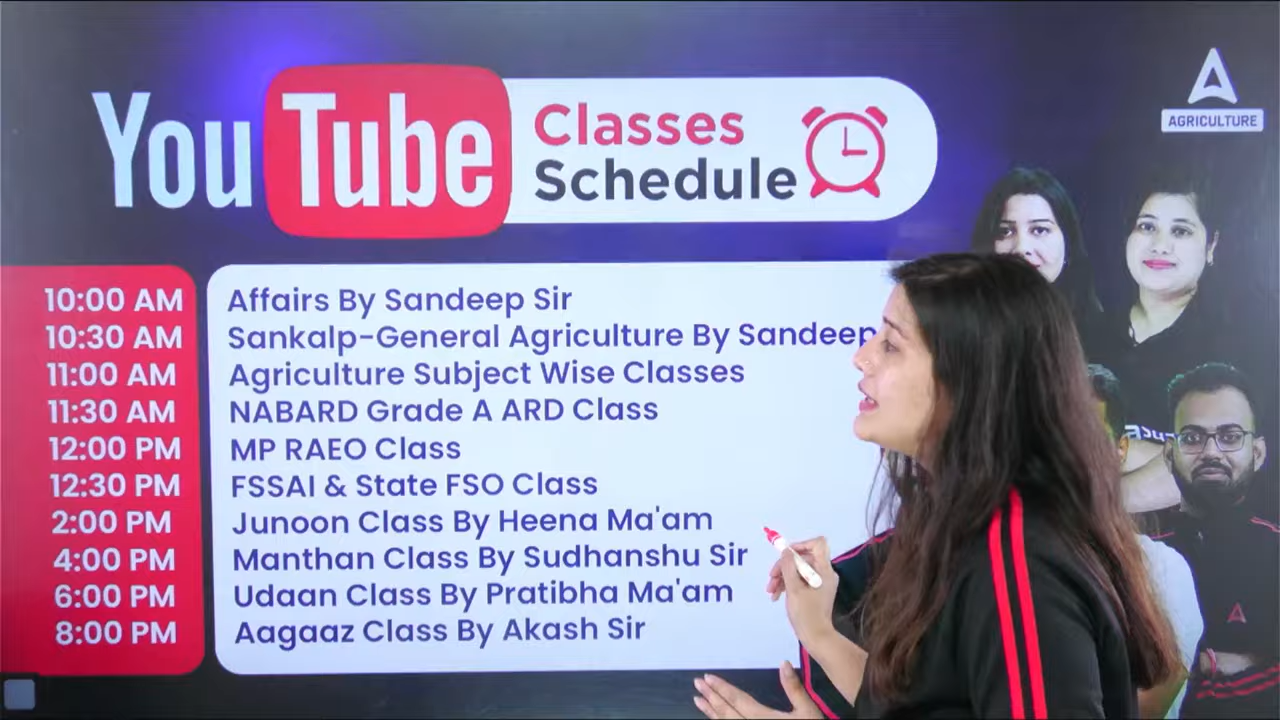 YouTube
Classes
Schedule
AGRICULTURE
10:00 AM Affairs By Sandeep Sir
10:30 AM Sankalp-General Agriculture By Sandeep
11:00 AM Agriculture Subject Wise Classes
11:30 AM NABARD Grade A ARD Class
12:00 PM MP RAEO Class
12:30 PM FSSAI & State FSO Class
2:00 PM Junoon Class By Heena Ma'am
4:00 PM Manthan Class By Sudhanshu Sir
6:00 PM Udaan Class By Pratibha Ma'am
8:00 PM Aagaaz Class By Akash Sir